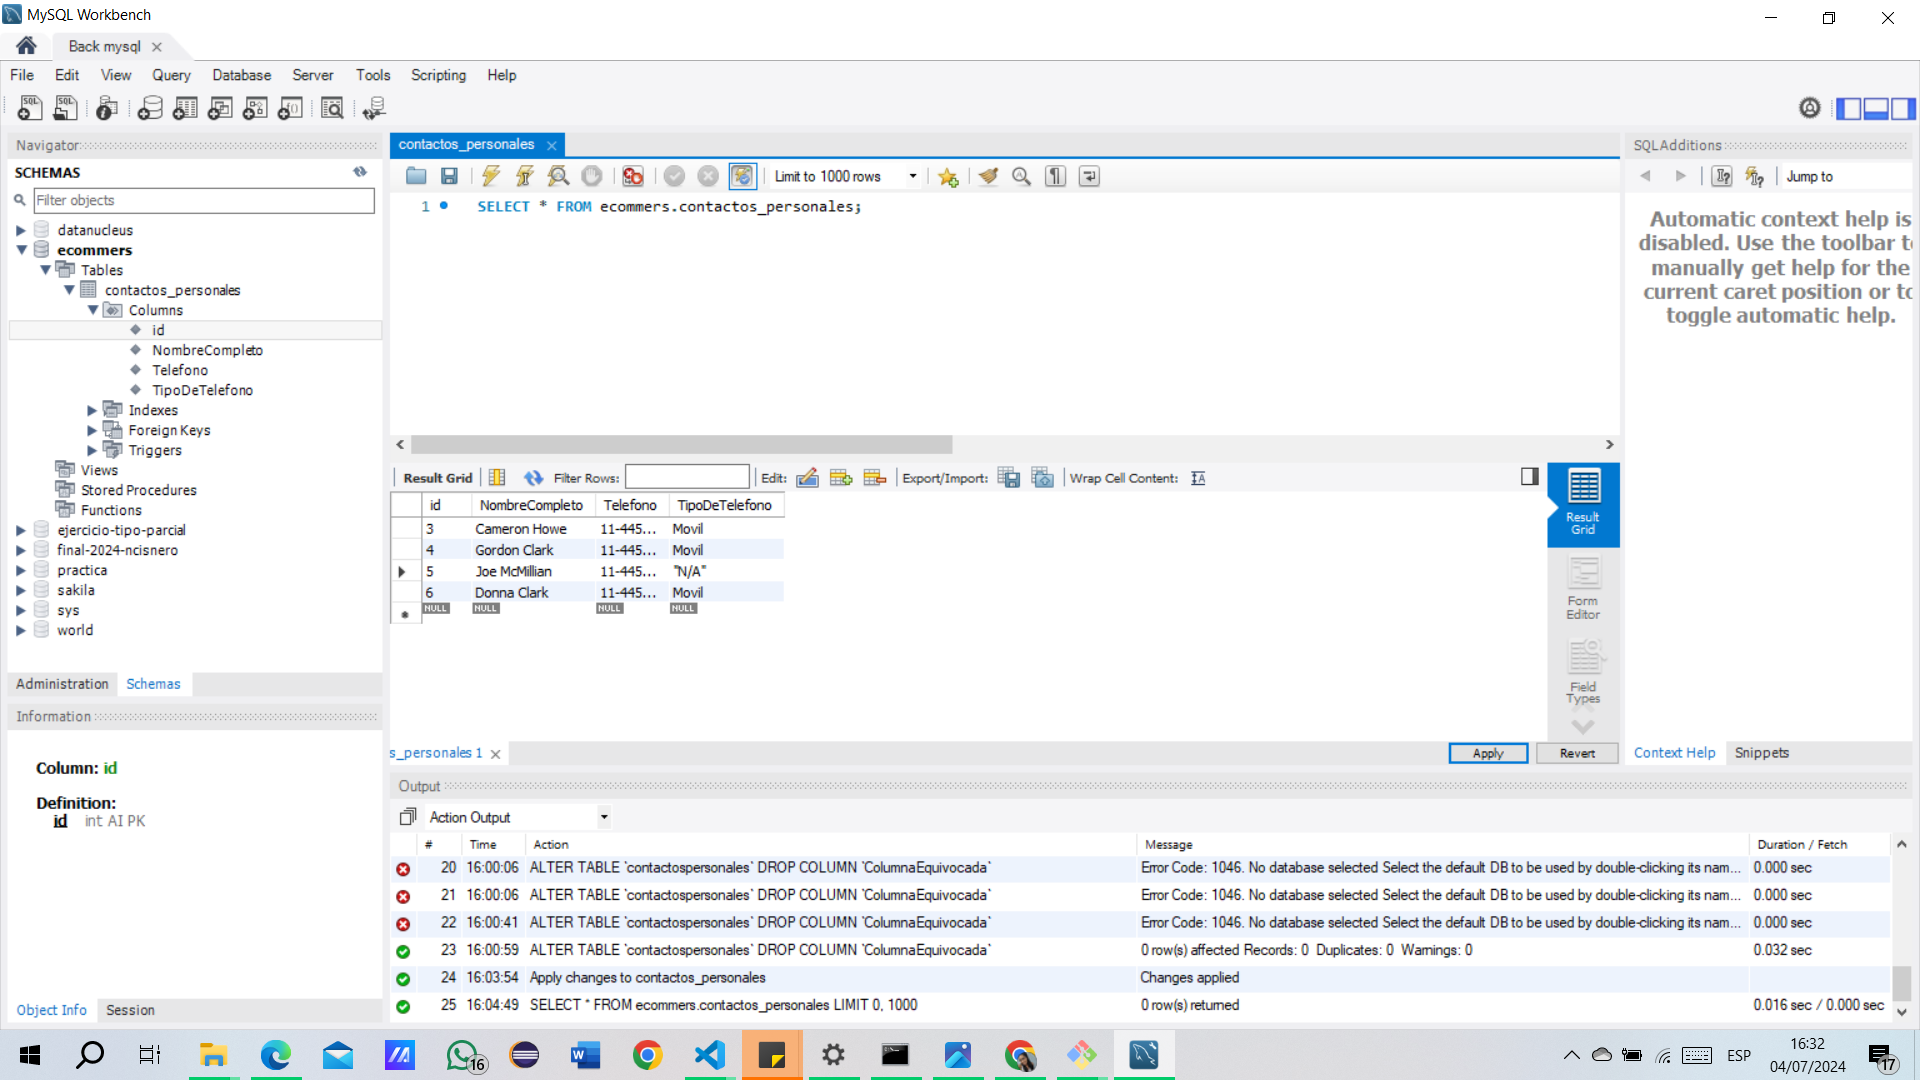 MySQL Workbench
Back mysql
File Edit View Query Database Server Tools Scripting Help
Navigator
SCHEMAS
Filter objects
datanucleus
ecommers
Tables
contactos_personales
Columns
id
NombreCompleto
Telefono
TipoDeTelefono
Indexes
Foreign Keys
Triggers
Views
Stored Procedures
Functions
ejercicio-tipo-parcial
final-2024-ncisnero
practica
sakila
sys
world
Administration Schemas
Information
Column: id
Definition:
id int AI PK
Object Info Session
contactos_personales
Limit to 1000 rows
1 SELECT * FROM ecommers.contactos_personales;
Result Grid Filter Rows: Edit: Export/Import: Wrap Cell Content:
id NombreCompleto Telefono TipoDeTelefono
3 Cameron Howe 11-445... Movil
4 Gordon Clark 11-445... Movil
5 Joe McMillian 11-445... "N/A"
6 Donna Clark 11-445... Movil
NULL NULL NULL NULL
Result Grid
Form Editor
Field Types
s_personales 1
Apply Revert
SQLAdditions
Jump to
Automatic context help is
disabled. Use the toolbar to
manually get help for the
current caret position or to
toggle automatic help.
Context Help Snippets
Output
Action Output
# Time Action Message Duration / Fetch
20 16:00:06 ALTER TABLE `contactospersonales` DROP COLUMN `ColumnaEquivocada` Error Code: 1046. No database selected Select the default DB to be used by double-clicking its nam... 0.000 sec
21 16:00:06 ALTER TABLE `contactospersonales` DROP COLUMN `ColumnaEquivocada` Error Code: 1046. No database selected Select the default DB to be used by double-clicking its nam... 0.000 sec
22 16:00:41 ALTER TABLE `contactospersonales` DROP COLUMN `ColumnaEquivocada` Error Code: 1046. No database selected Select the default DB to be used by double-clicking its nam... 0.000 sec
23 16:00:59 ALTER TABLE `contactospersonales` DROP COLUMN `ColumnaEquivocada` 0 row(s) affected Records: 0 Duplicates: 0 Warnings: 0 0.032 sec
24 16:03:54 Apply changes to contactos_personales Changes applied
25 16:04:49 SELECT * FROM ecommers.contactos_personales LIMIT 0, 1000 0 row(s) returned 0.016 sec / 0.000 sec
16
ESP
16:32
04/07/2024
17